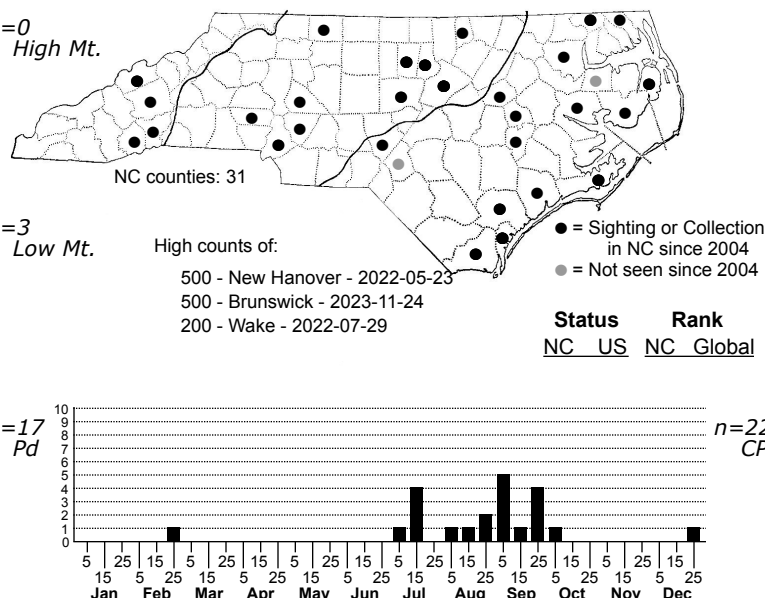 =0
High Mt.
NC counties: 31
=3
Low Mt.
High counts of:
500 - New Hanover - 2022-05-23
500 - Brunswick - 2023-11-24
200 - Wake - 2022-07-29
= Sighting or Collection
in NC since 2004
= Not seen since 2004
Status Rank
NC US NC Global
=17
Pd
n=22
CP
10
9
8
7
6
5
4
3
2
1
0
5 25 15 5 25 15 5 25 15 5 25 15 5 25 15 5 25 15
15 5 25 15 5 25 15 5 25 15 5 25 15 5 25 15 5 25
Jan Feb Mar Apr May Jun Jul Aug Sep Oct Nov Dec